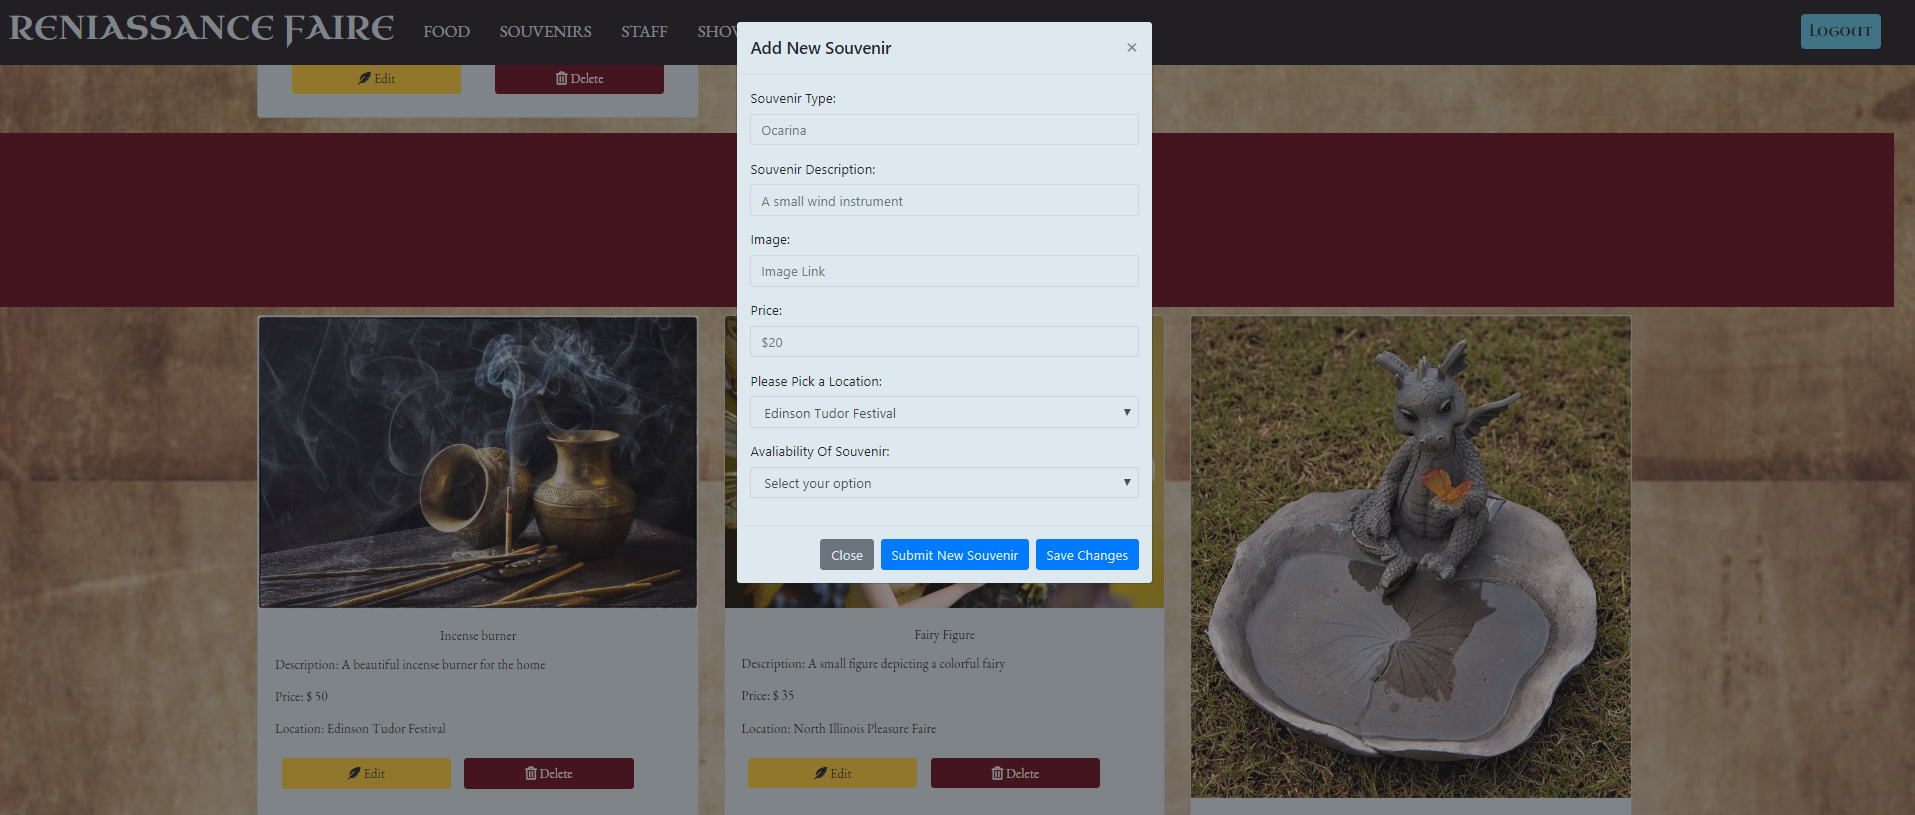 RENIASSANCE FAIRE
FOOD SOUVENIRS STAFF SHOW
Logout
Edit Delete
Add New Souvenir
×
Souvenir Type:
Ocarina
Souvenir Description:
A small wind instrument
Image:
Image Link
Price:
$20
Please Pick a Location:
Edinson Tudor Festival
Avaliability Of Souvenir:
Select your option
Close Submit New Souvenir Save Changes
Incense burner
Description: A beautiful incense burner for the home
Price: $ 50
Location: Edinson Tudor Festival
Edit Delete
Fairy Figure
Description: A small figure depicting a colorful fairy
Price: $ 35
Location: North Illinois Pleasure Faire
Edit Delete